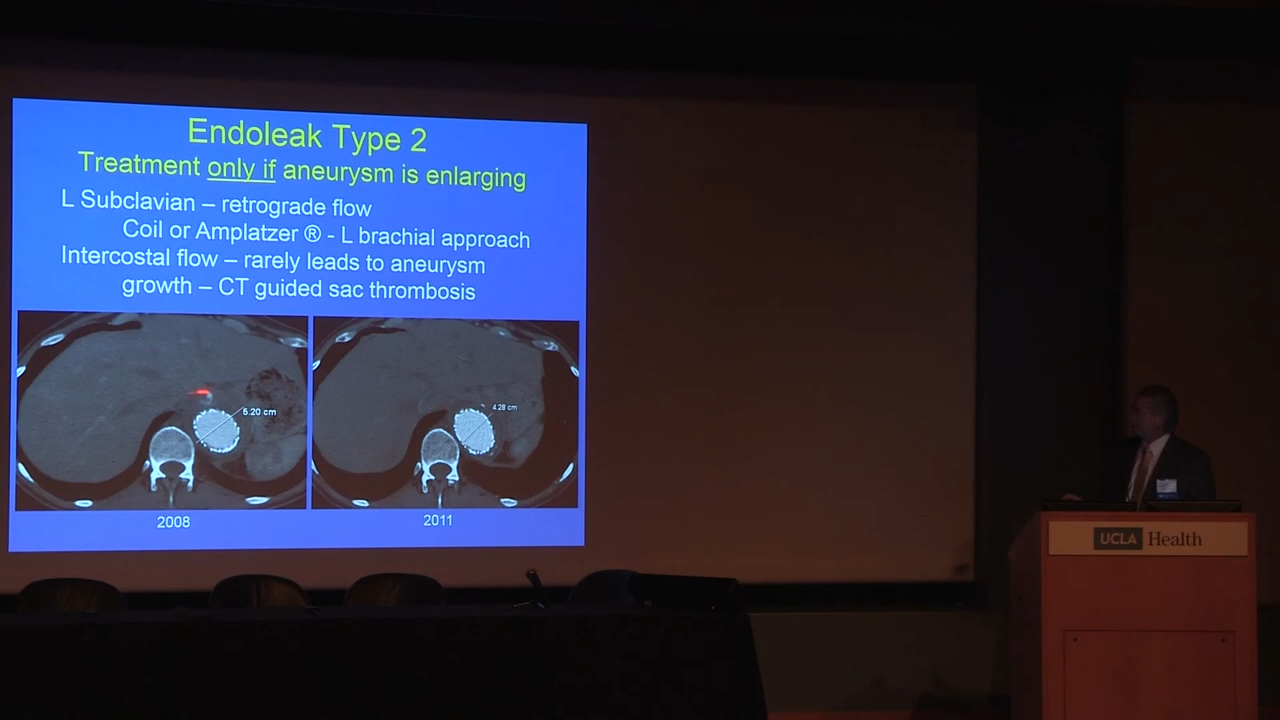 Endoleak Type 2
Treatment only if aneurysm is enlarging
L Subclavian – retrograde flow
Coil or Amplatzer ® - L brachial approach
Intercostal flow – rarely leads to aneurysm
growth – CT guided sac thrombosis
5.20 cm
4.28 cm
2008
2011
UCLA Health